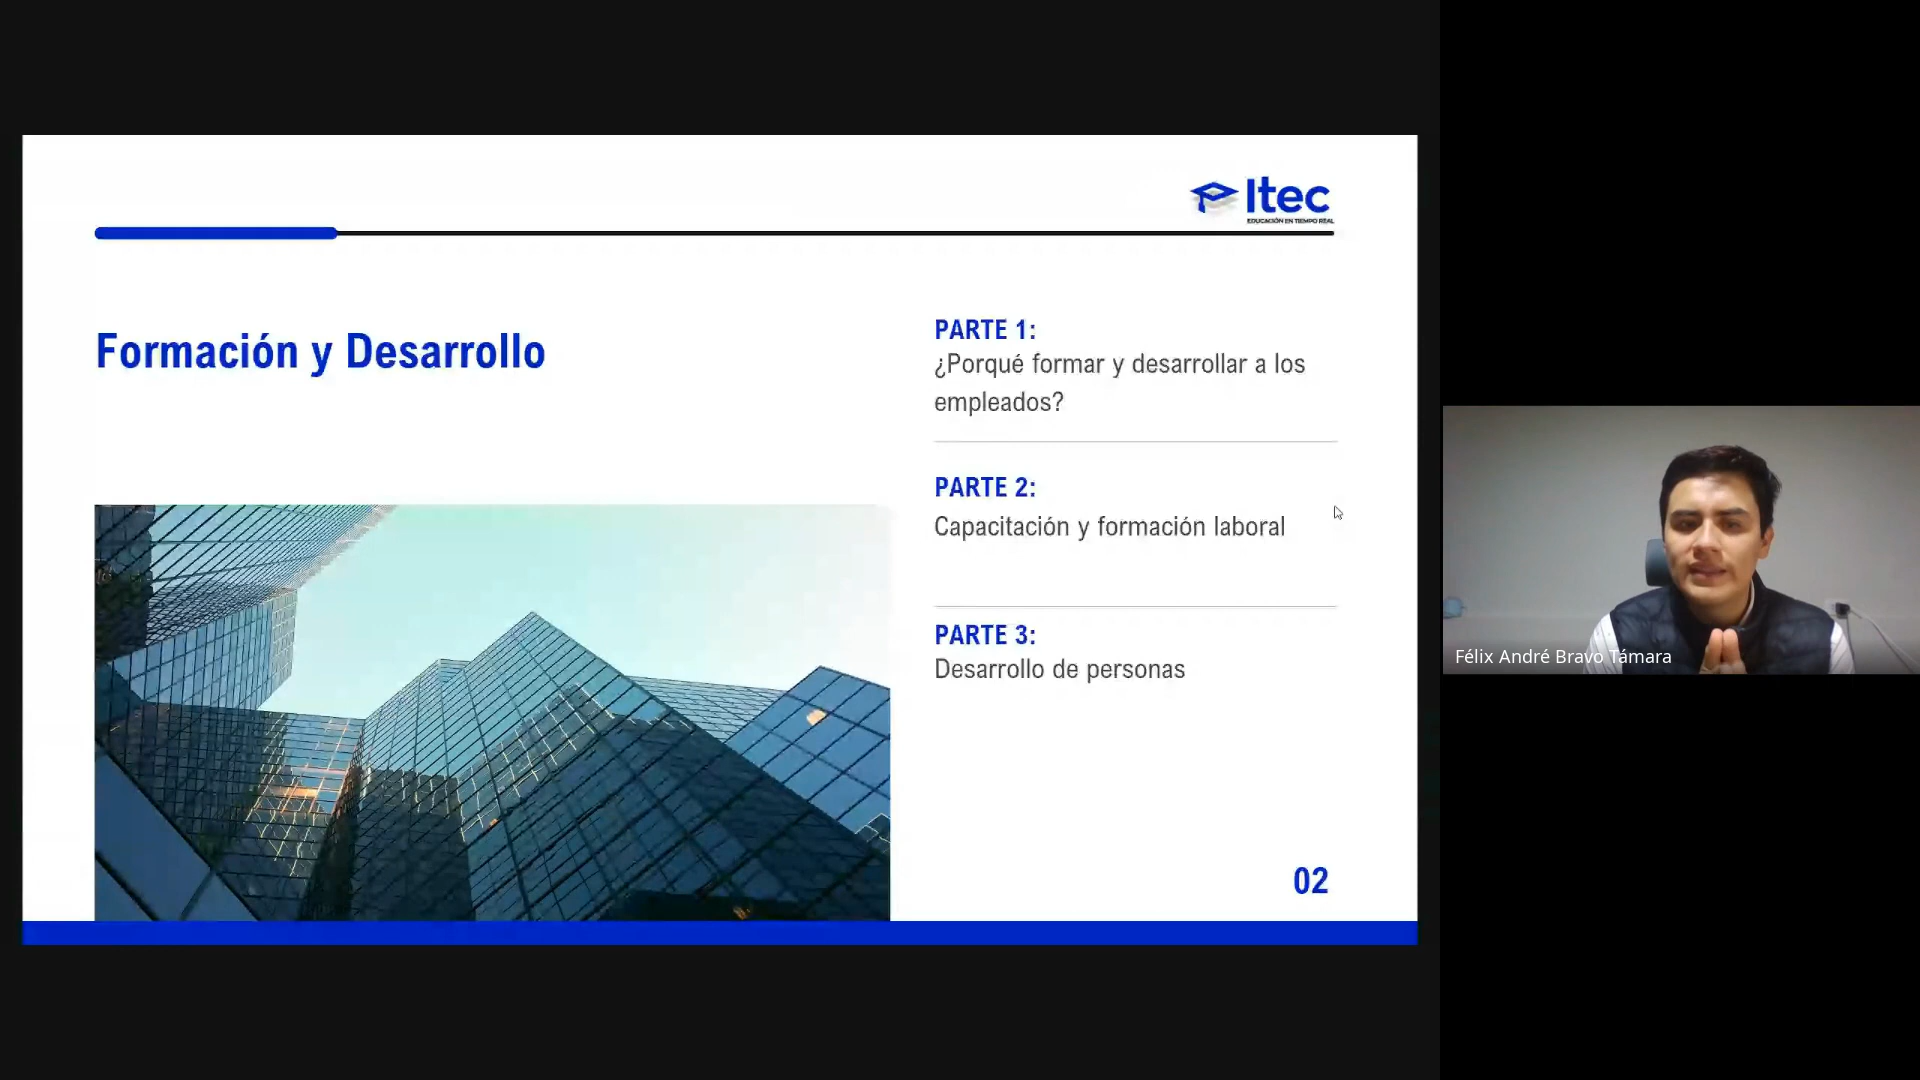 Itec
EDUCACIÓN EN TIEMPO REAL
Formación y Desarrollo
PARTE 1:
¿Porqué formar y desarrollar a los
empleados?
PARTE 2:
Capacitación y formación laboral
PARTE 3:
Desarrollo de personas
02
Félix André Bravo Támara